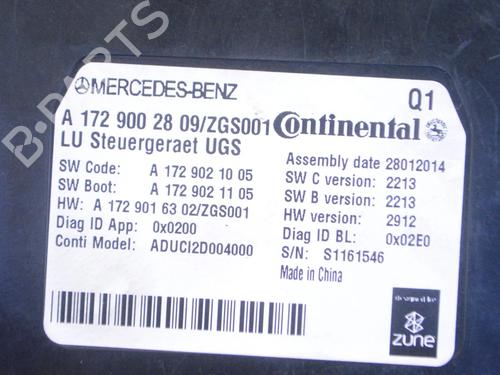 MERCEDES-BENZ
Q1
A 172 900 28 09/ZGS001
Continental
LU Steuergeraet UGS
Assembly date 28012014
SW Code: A 172 902 10 05
SW C version: 2213
SW Boot: A 172 902 11 05
SW B version: 2213
HW: A 172 901 63 02/ZGS001
HW version: 2912
Diag ID App: 0x0200
Diag ID BL: 0x02E0
Conti Model: ADUCI2D004000
S/N: S1161546
Made in China
designed for
zune
B-PARTS